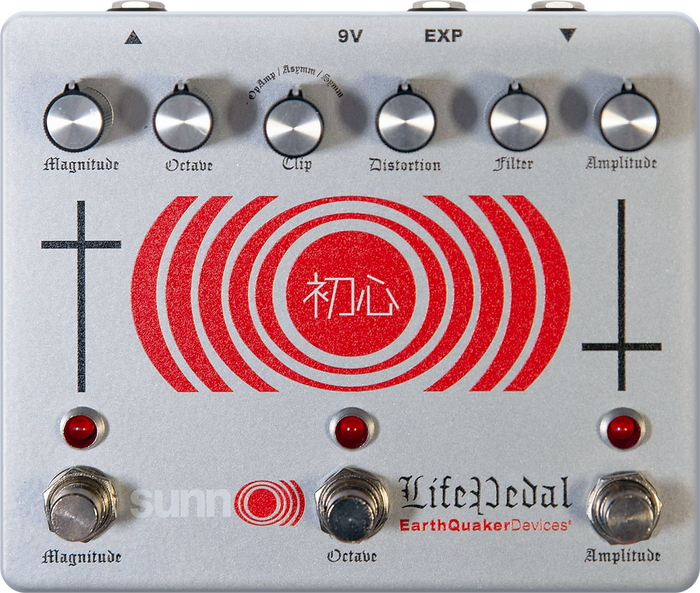 9V EXP
OpAmp / Asymm / Symm
Magnitude Octave Clip Distortion Filter Amplitude
初心
sunn O)))
LifePedal
EarthQuakerDevices®
Magnitude Octave Amplitude